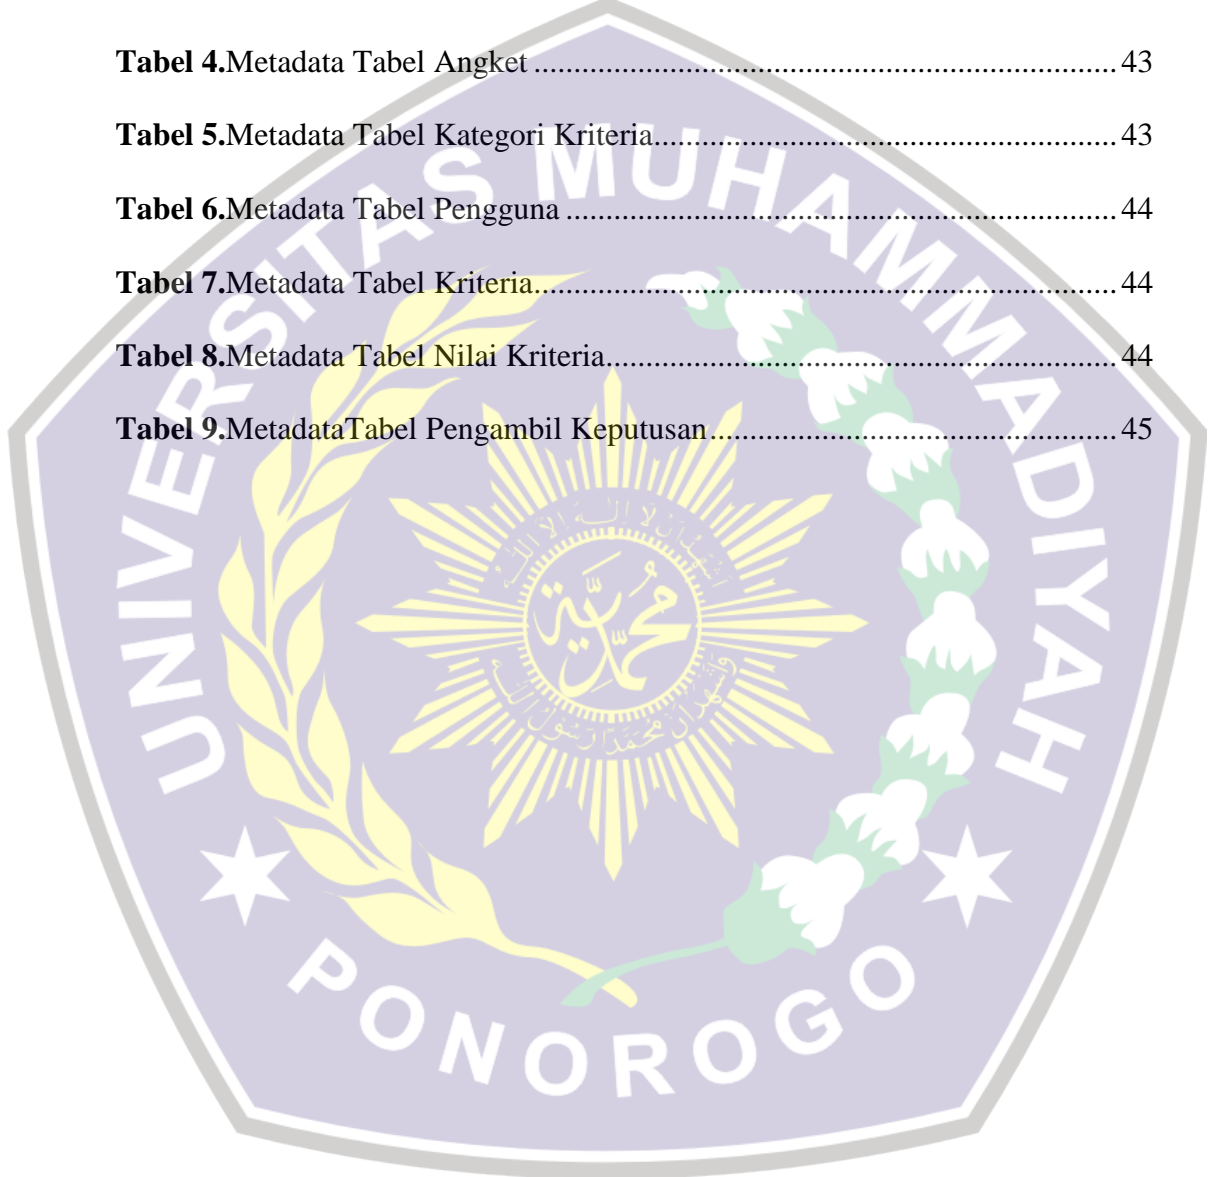 Tabel 4.Metadata Tabel Angket ........................................................................... 43
Tabel 5.Metadata Tabel Kategori Kriteria........................................................... 43
Tabel 6.Metadata Tabel Pengguna ...................................................................... 44
Tabel 7.Metadata Tabel Kriteria.......................................................................... 44
Tabel 8.Metadata Tabel Nilai Kriteria................................................................. 44
Tabel 9.MetadataTabel Pengambil Keputusan.................................................... 45
UNIVERSITAS MUHAMMADIYAH
محمدية
PONOROGO